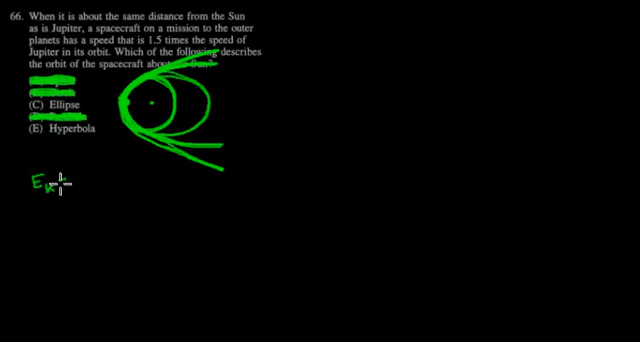 66. When it is about the same distance from the Sun
as is Jupiter, a spacecraft on a mission to the outer
planets has a speed that is 1.5 times the speed of
Jupiter in its orbit. Which of the following describes
the orbit of the spacecraft about the Sun?
(C) Ellipse
(E) Hyperbola
E K